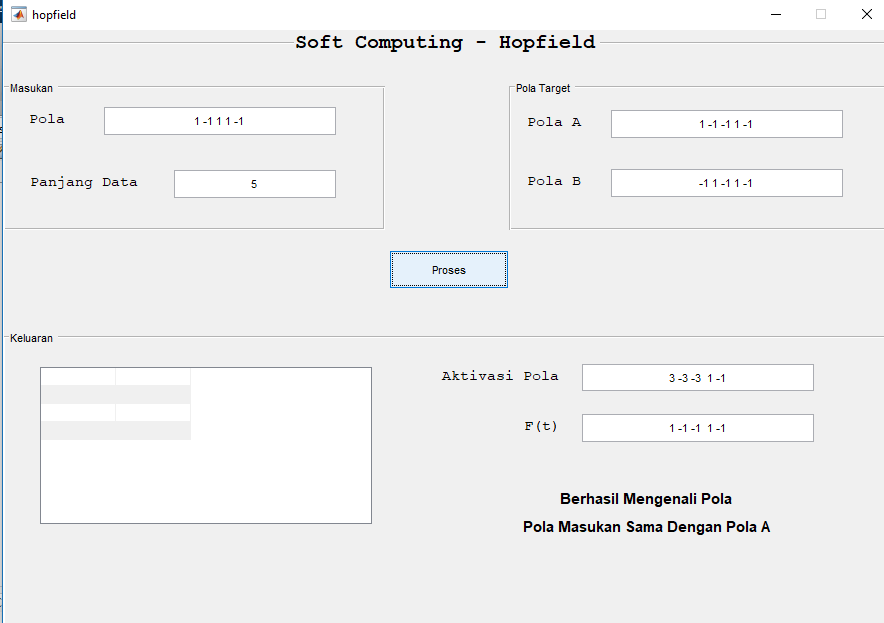 hopfield
Soft Computing - Hopfield
Masukan
Pola
1 -1 1 1 -1
Panjang Data
5
Pola Target
Pola A
1 -1 -1 1 -1
Pola B
-1 1 -1 1 -1
Proses
Keluaran
Aktivasi Pola
3 -3 -3 1 -1
F(t)
1 -1 -1 1 -1
Berhasil Mengenali Pola
Pola Masukan Sama Dengan Pola A